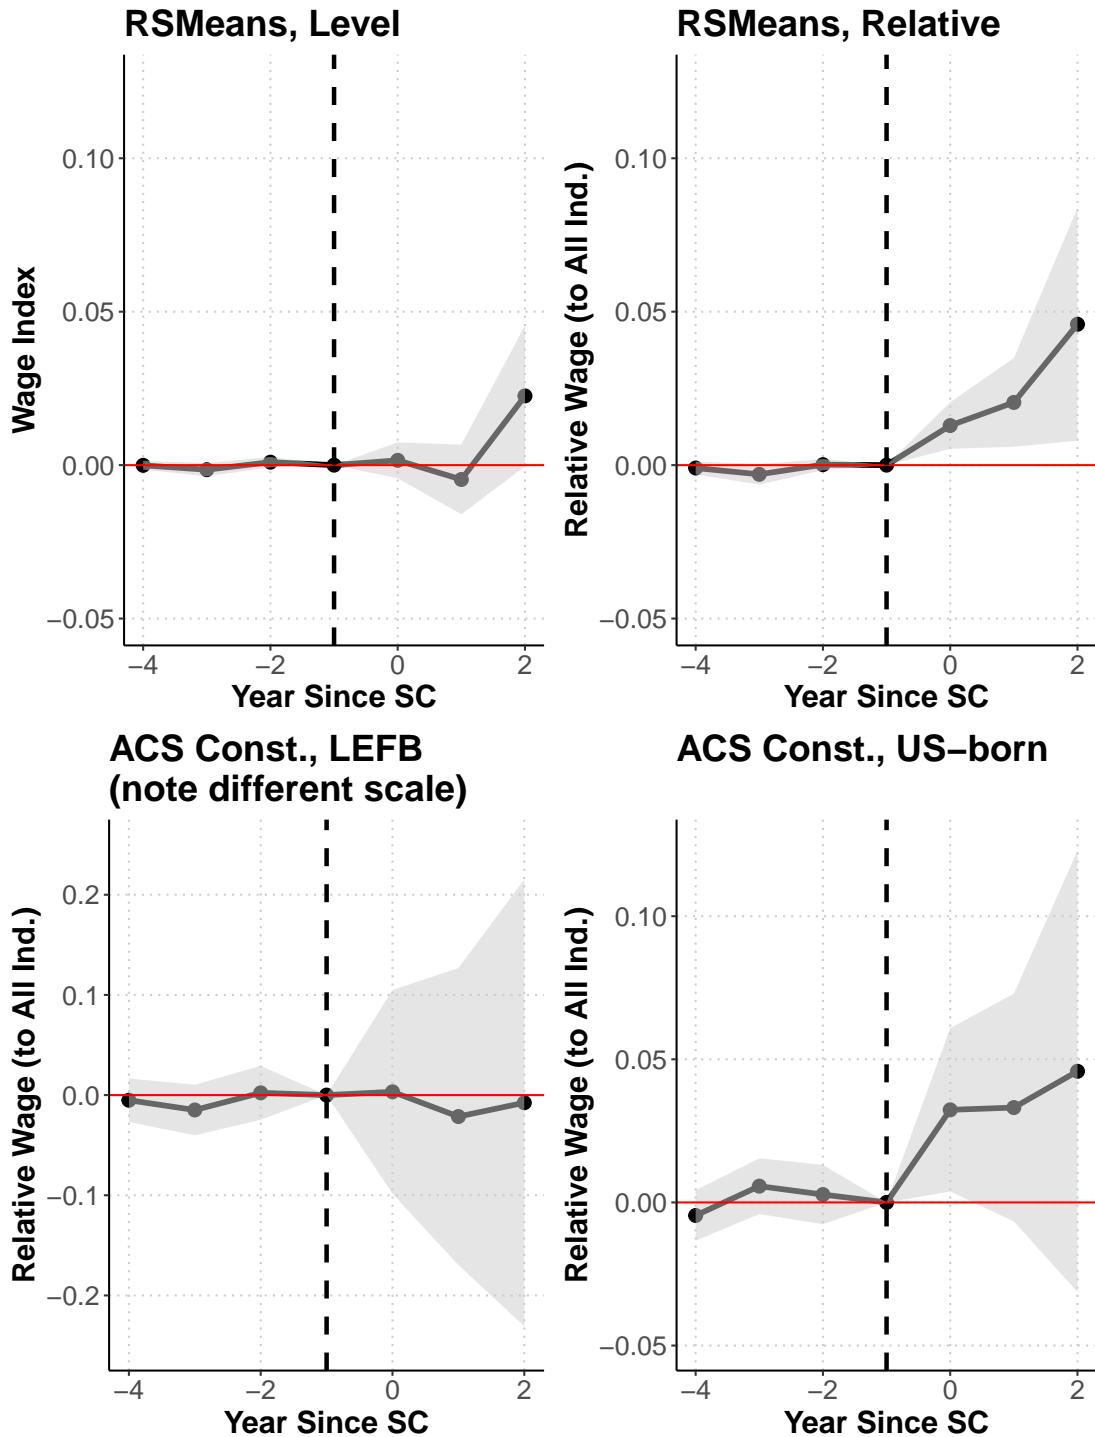 RSMeans, Level
Wage Index
0.10
0.05
0.00
−0.05
−4
−2
0
2
Year Since SC
RSMeans, Relative
Relative Wage (to All Ind.)
0.10
0.05
0.00
−0.05
−4
−2
0
2
Year Since SC
ACS Const., LEFB
(note different scale)
Relative Wage (to All Ind.)
0.2
0.1
0.0
−0.1
−0.2
−4
−2
0
2
Year Since SC
ACS Const., US−born
Relative Wage (to All Ind.)
0.10
0.05
0.00
−0.05
−4
−2
0
2
Year Since SC